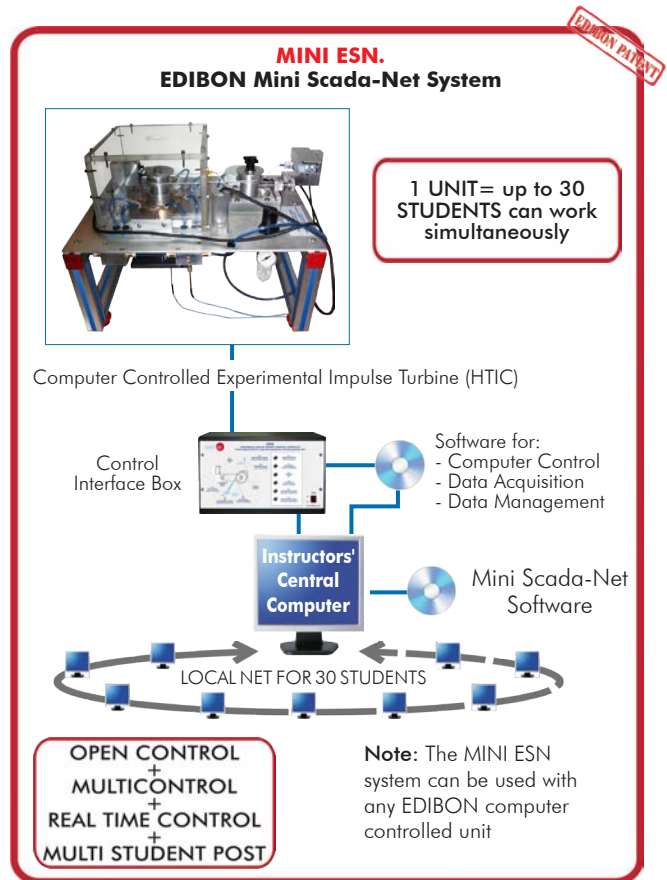 EDIBON PATENT
MINI ESN.
EDIBON Mini Scada-Net System
1 UNIT= up to 30
STUDENTS can work
simultaneously
Computer Controlled Experimental Impulse Turbine (HTIC)
Control
Interface Box
Software for:
- Computer Control
- Data Acquisition
- Data Management
Instructors'
Central
Computer
Mini Scada-Net
Software
LOCAL NET FOR 30 STUDENTS
OPEN CONTROL
+
MULTICONTROL
+
REAL TIME CONTROL
+
MULTI STUDENT POST
Note: The MINI ESN
system can be used with
any EDIBON computer
controlled unit